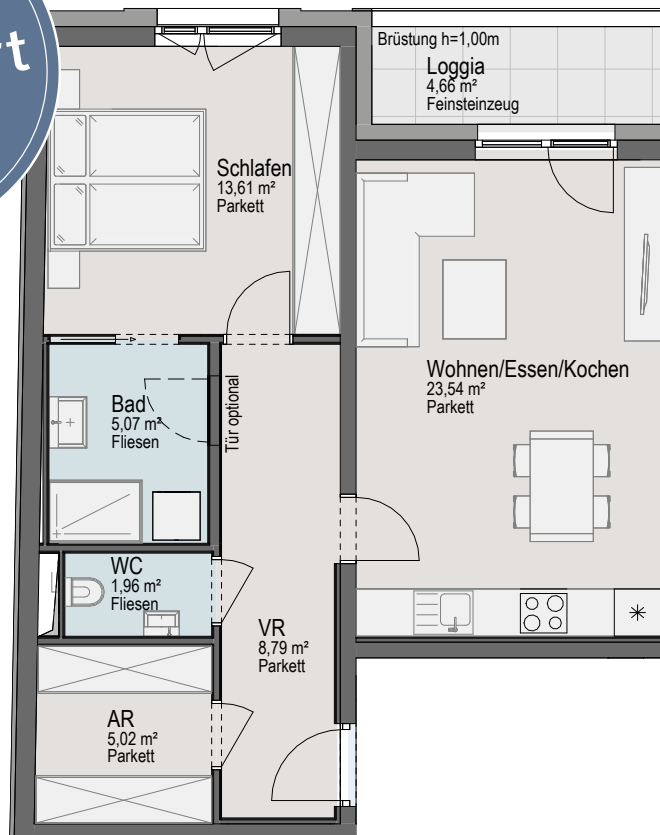 Brüstung h=1,00m
Loggia
4,66 m²
Feinsteinzeug
Schlafen
13,61 m²
Parkett
Wohnen/Essen/Kochen
23,54 m²
Parkett
Tür optional
Bad
5,07 m²
Fliesen
WC
1,96 m²
Fliesen
VR
8,79 m²
Parkett
AR
5,02 m²
Parkett